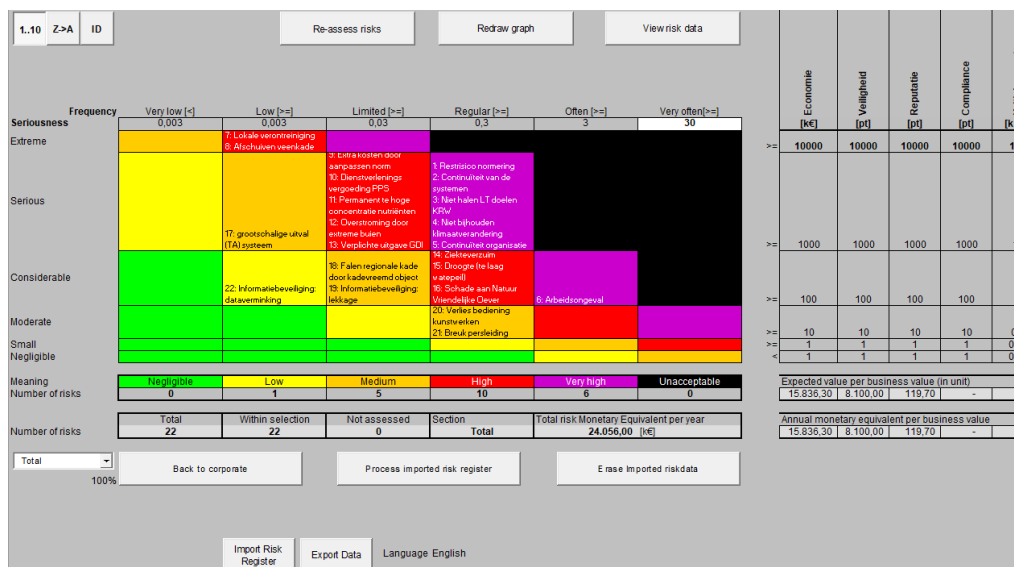 1..10 Z->A ID Re-assess risks Redraw graph View risk data
Economie Veiligheid Reputatie Compliance
Frequency Very low [<] Low [>=] Limited [>=] Regular [>=] Often [>=] Very often[>=]
Seriousness 0,003 0,003 0,03 0,3 3 30 [k€] [pt] [pt] [pt]
Extreme >= 10000 10000 10000 10000
7: Lokale verontreiniging
8: Afschuiven veenkade
Serious >= 1000 1000 1000 1000
17: grootschalige uitval
(TA) systeem
9: Extra kosten door
aanpassen norm
10: Dienstverlenings
vergoeding PPS
11: Permanent te hoge
concentratie nutriënten
12: Overstroming door
extreme buien
13: Verplichte uitgave GDI
1: Restrisico normering
2: Continuïteit van de
systemen
3: Niet halen LT doelen
KRW
4: Niet bijhouden
klimaatverandering
5: Continuïteit organisatie
Considerable >= 100 100 100 100
22: Informatiebeveiliging:
dataverminking
18: Falen regionale kade
door kadevreemd object
19: Informatiebeveiliging:
lekkage
14: Ziekteverzuim
15: Droogte (te laag
waterpeil)
16: Schade aan Natuur
Vriendelijke Oever
6: Arbeidsongeval
Moderate >= 10 10 10 10
20: Verlies bediening
kunstwerken
21: Breuk persleiding
Small >= 1 1 1 1
Negligible < 1 1 1 1
Meaning Negligible Low Medium High Very high Unacceptable Expected value per business value (in unit)
Number of risks 0 1 5 10 6 0 15.836,30 8.100,00 119,70 -
Total Within selection Not assessed Section Total risk Monetary Equivalent per year Annual monetary equivalent per business value
Number of risks 22 22 0 Total 24.056,00 [k€] 15.836,30 8.100,00 119,70 -
Total Back to corporate Process imported risk register Erase Imported riskdata
100%
Import Risk
Register Export Data Language English